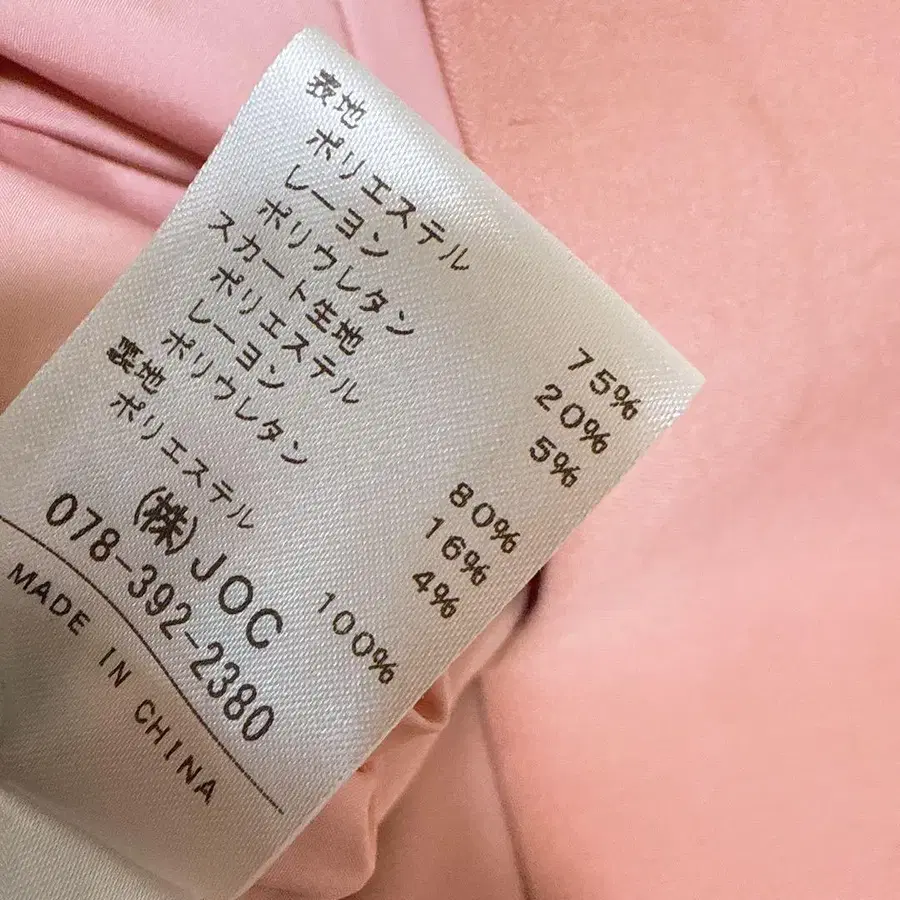 表地
ポリエステル 75%
レーヨン 20%
ポリウレタン 5%
スカート生地
ポリエステル 80%
レーヨン 16%
ポリウレタン 4%
裏地
ポリエステル 100%
(株)JOC
078-392-2380
MADE IN CHINA